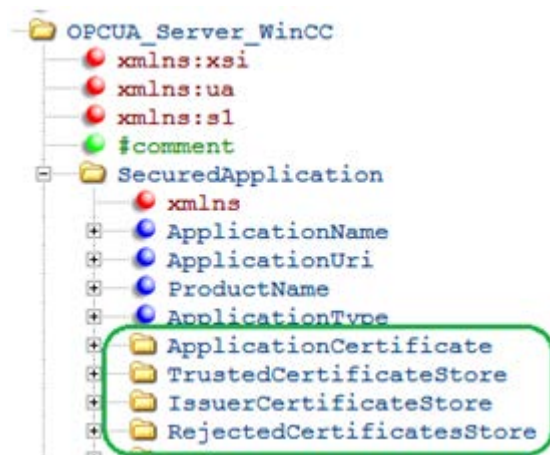 OPCUA_Server_WinCC
xmlns:xsi
xmlns:ua
xmlns:s1
#comment
SecuredApplication
xmlns
ApplicationName
ApplicationUri
ProductName
ApplicationType
ApplicationCertificate
TrustedCertificateStore
IssuerCertificateStore
RejectedCertificatesStore